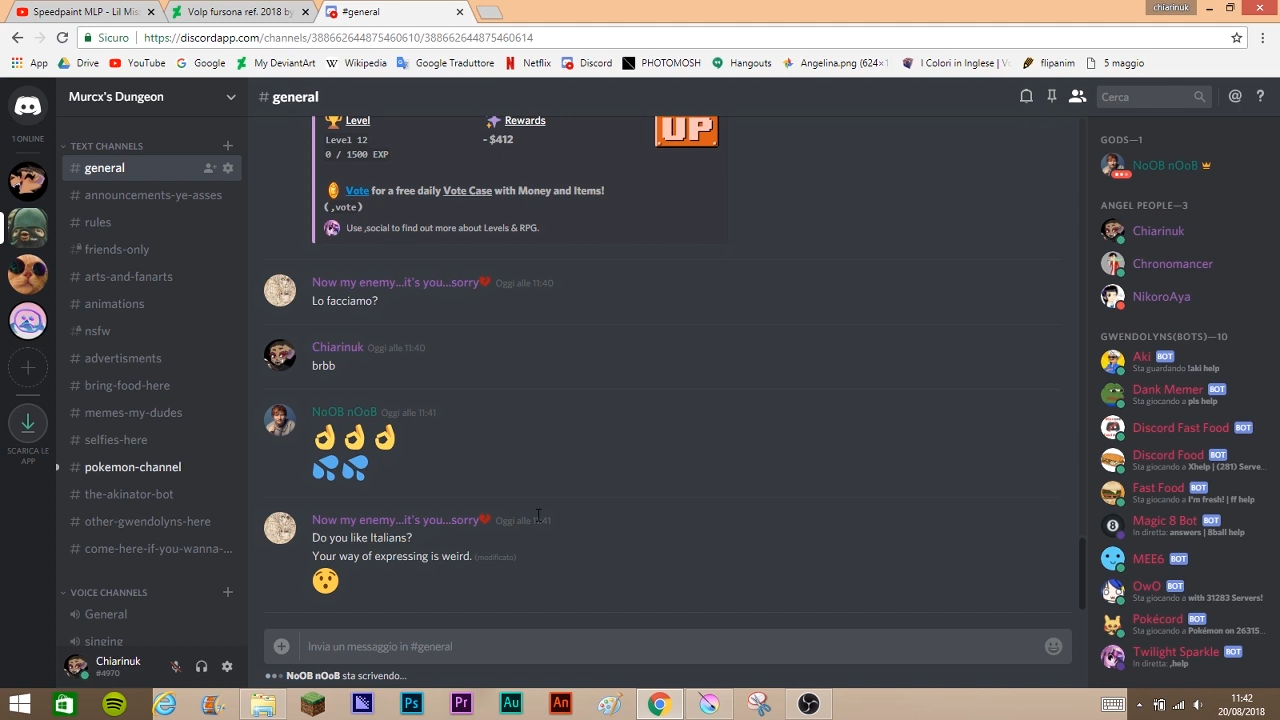 Speedpaint MLP - Lil Mis
Volp fursona ref. 2018 by
#general
chiarinuk
Sicuro
https://discordapp.com/channels/388662644875460610/388662644875460614
App
Drive
YouTube
Google
My DeviantArt
Wikipedia
Google Traduttore
Netflix
Discord
PHOTOMOSH
Hangouts
Angelina.png (624×1
I Colori in Inglese | V
flipanim
5 maggio
Murcx's Dungeon
# general
Cerca
1 ONLINE
SCARICA LE
APP
TEXT CHANNELS
# general
# announcements-ye-asses
# rules
# friends-only
# arts-and-fanarts
# animations
# nsfw
# advertisments
# bring-food-here
# memes-my-dudes
# selfies-here
# pokemon-channel
# the-akinator-bot
# other-gwendolyns-here
# come-here-if-you-wanna-...
VOICE CHANNELS
General
singing
Chiarinuk
#4970
Level
Rewards
UP
Level 12
- $412
0 / 1500 EXP
Vote for a free daily Vote Case with Money and Items!
(,vote)
Use ,social to find out more about Levels & RPG.
Now my enemy...it's you...sorry💔 Oggi alle 11:40
Lo facciamo?
Chiarinuk Oggi alle 11:40
brbb
NoOB nOoB Oggi alle 11:41
👌👌👌
💦💦
Now my enemy...it's you...sorry💔 Oggi alle 11:41
Do you like Italians?
Your way of expressing is weird. (modificato)
😯
Invia un messaggio in #general
NoOB nOoB sta scrivendo...
GODS—1
NoOB nOoB
ANGEL PEOPLE—3
Chiarinuk
Chronomancer
NikoroAya
GWENDOLYNS(BOTS)—10
Aki BOT
Sta guardando !aki help
Dank Memer BOT
Sta giocando a pls help
Discord Fast Food BOT
Discord Food BOT
Sta giocando a Xhelp | (281) Serve...
Fast Food BOT
Sta giocando a I'm fresh! | ff help
Magic 8 Bot BOT
In diretta: answers | 8ball help
MEE6 BOT
OwO BOT
Sta giocando a with 31283 Servers!
Pokécord BOT
Sta giocando a Pokémon on 26315...
Twilight Sparkle BOT
In diretta: ,help
Ps
Pr
Au
An
11:42
20/08/2018